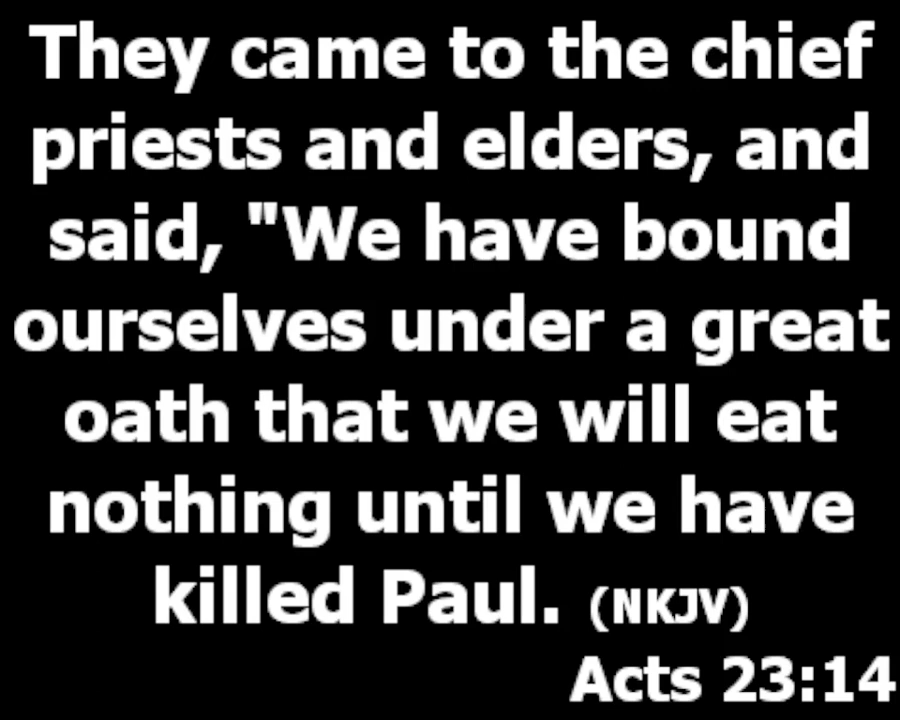 They came to the chief
priests and elders, and
said, "We have bound
ourselves under a great
oath that we will eat
nothing until we have
killed Paul. (NKJV)
Acts 23:14